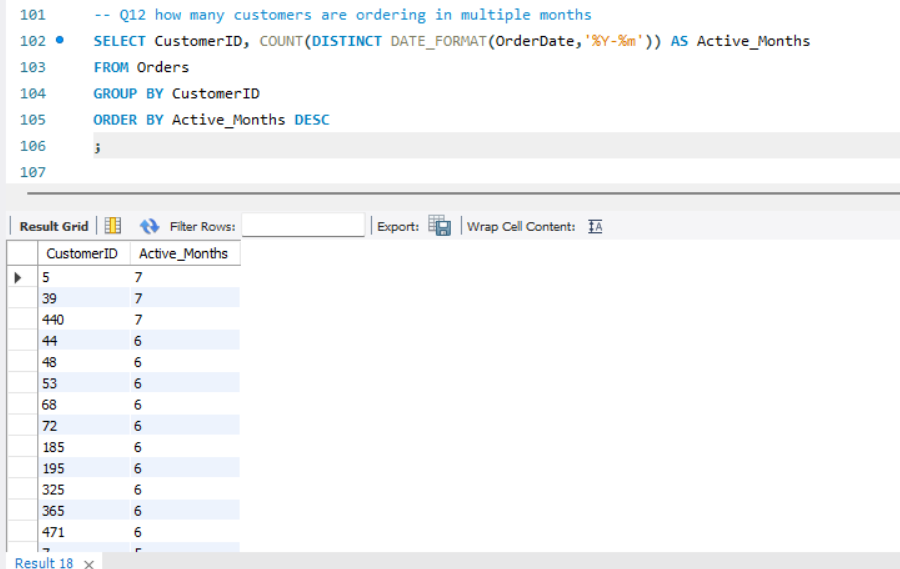 101 -- Q12 how many customers are ordering in multiple months
102 SELECT CustomerID, COUNT(DISTINCT DATE_FORMAT(OrderDate,'%Y-%m')) AS Active_Months
103 FROM Orders
104 GROUP BY CustomerID
105 ORDER BY Active_Months DESC
106 ;
107
Result Grid Filter Rows: Export: Wrap Cell Content: IA
CustomerID Active_Months
5 7
39 7
440 7
44 6
48 6
53 6
68 6
72 6
185 6
195 6
325 6
365 6
471 6
Result 18 ×